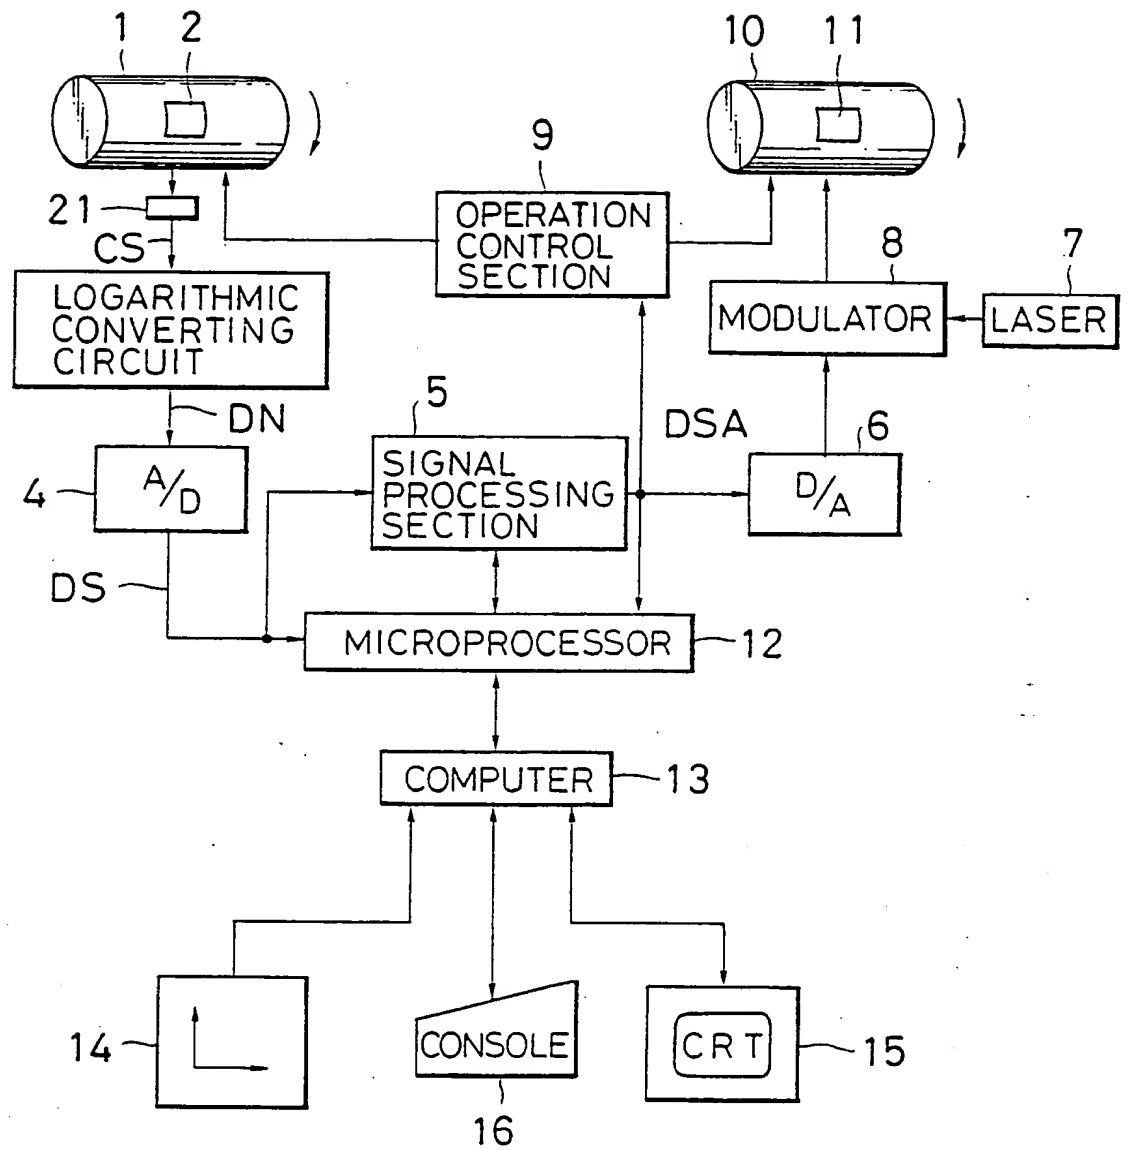 1
2
10
11
9
21
CS
OPERATION
CONTROL
SECTION
8
7
LOGARITHMIC
CONVERTING
CIRCUIT
MODULATOR
LASER
DN
5
DSA
6
4
A/D
SIGNAL
PROCESSING
SECTION
D/A
DS
MICROPROCESSOR
12
COMPUTER
13
14
CONSOLE
CRT
15
16